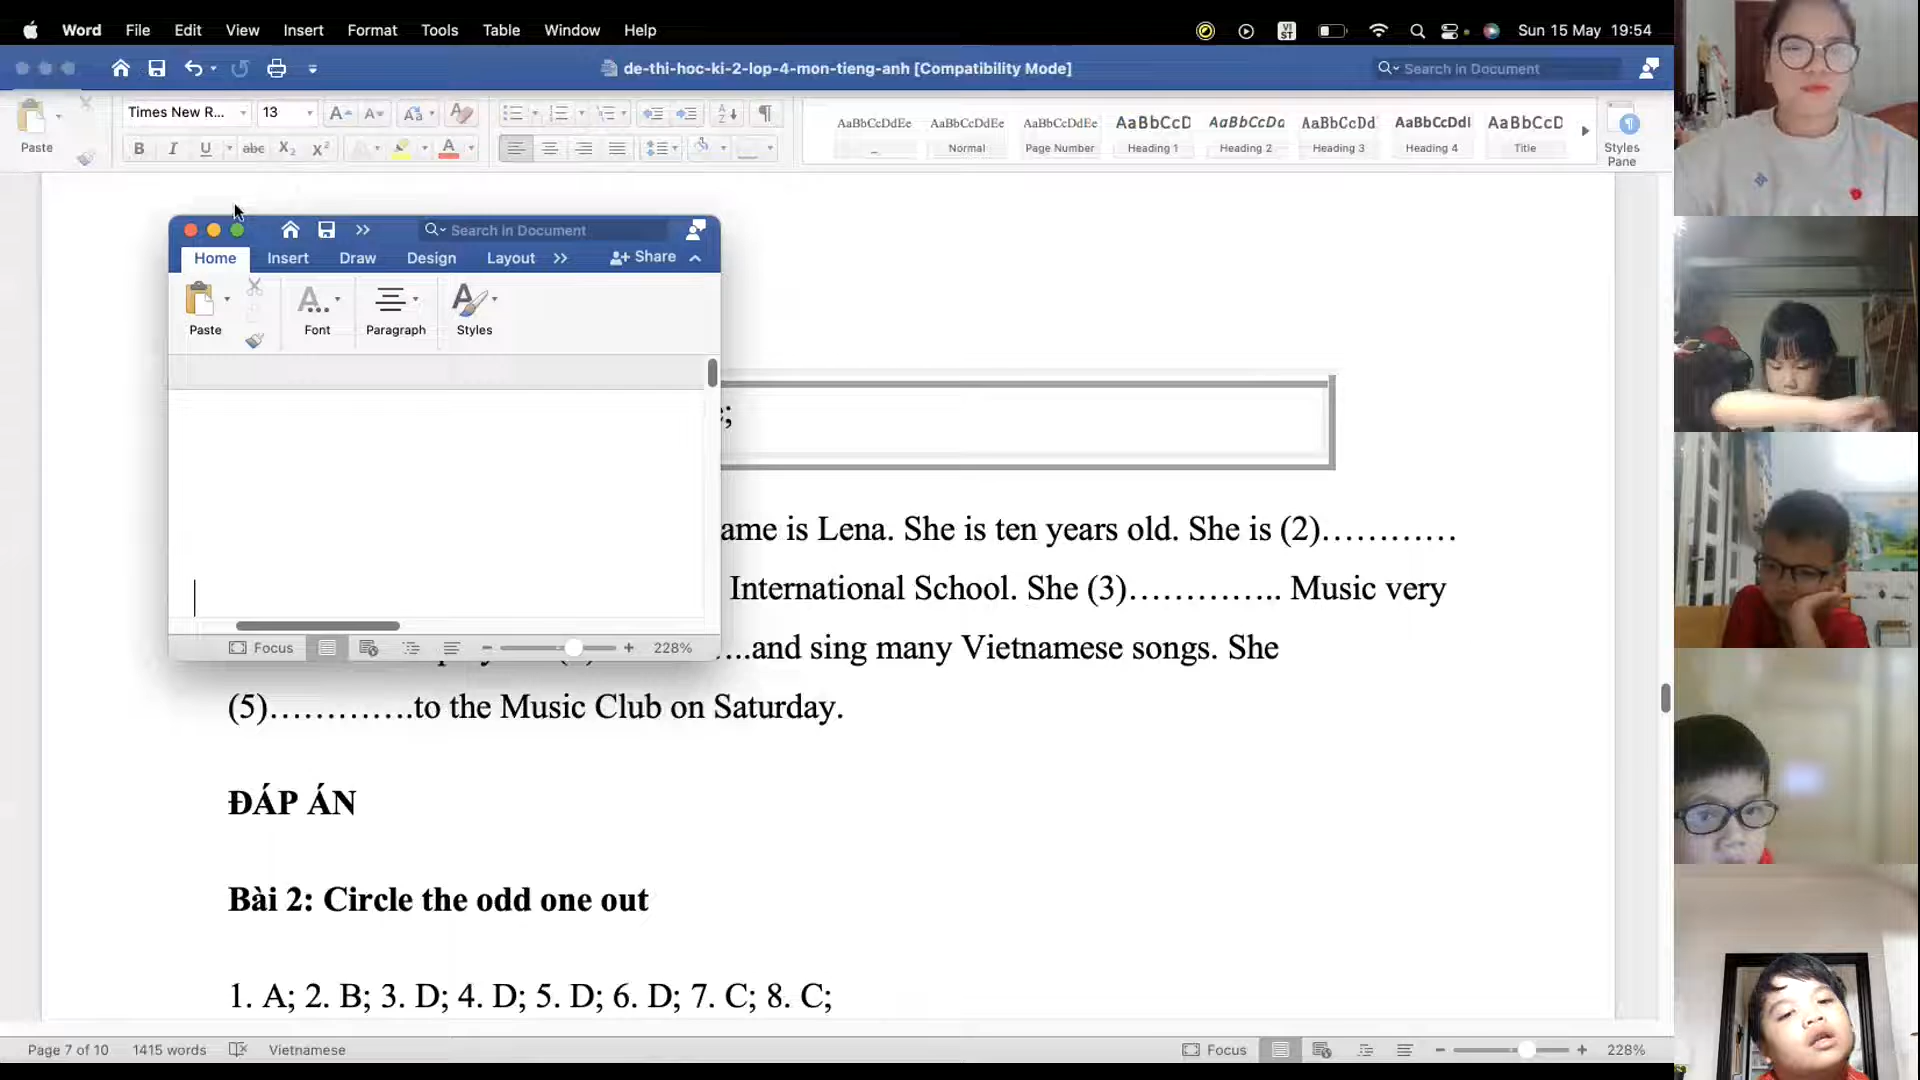 Word File Edit View Insert Format Tools Table Window Help
VI ST
Sun 15 May 19:54
de-thi-hoc-ki-2-lop-4-mon-tieng-anh [Compatibility Mode]
Search in Document
Paste
Times New R... 13
B I U abc X2 X2
AaBbCcDdEe AaBbCcDdEe AaBbCcDdEe AaBbCcD AaBbCcDd AaBbCcDd AaBbCcDdI AaBbCcD
Normal Page Number Heading 1 Heading 2 Heading 3 Heading 4 Title
Styles Pane
Search in Document
Home Insert Draw Design Layout Share
Paste Font Paragraph Styles
Focus 228%
;
ame is Lena. She is ten years old. She is (2)…………
International School. She (3)………….. Music very
…..and sing many Vietnamese songs. She
(5)………….to the Music Club on Saturday.
ĐÁP ÁN
Bài 2: Circle the odd one out
1. A; 2. B; 3. D; 4. D; 5. D; 6. D; 7. C; 8. C;
Page 7 of 10 1415 words Vietnamese Focus 228%